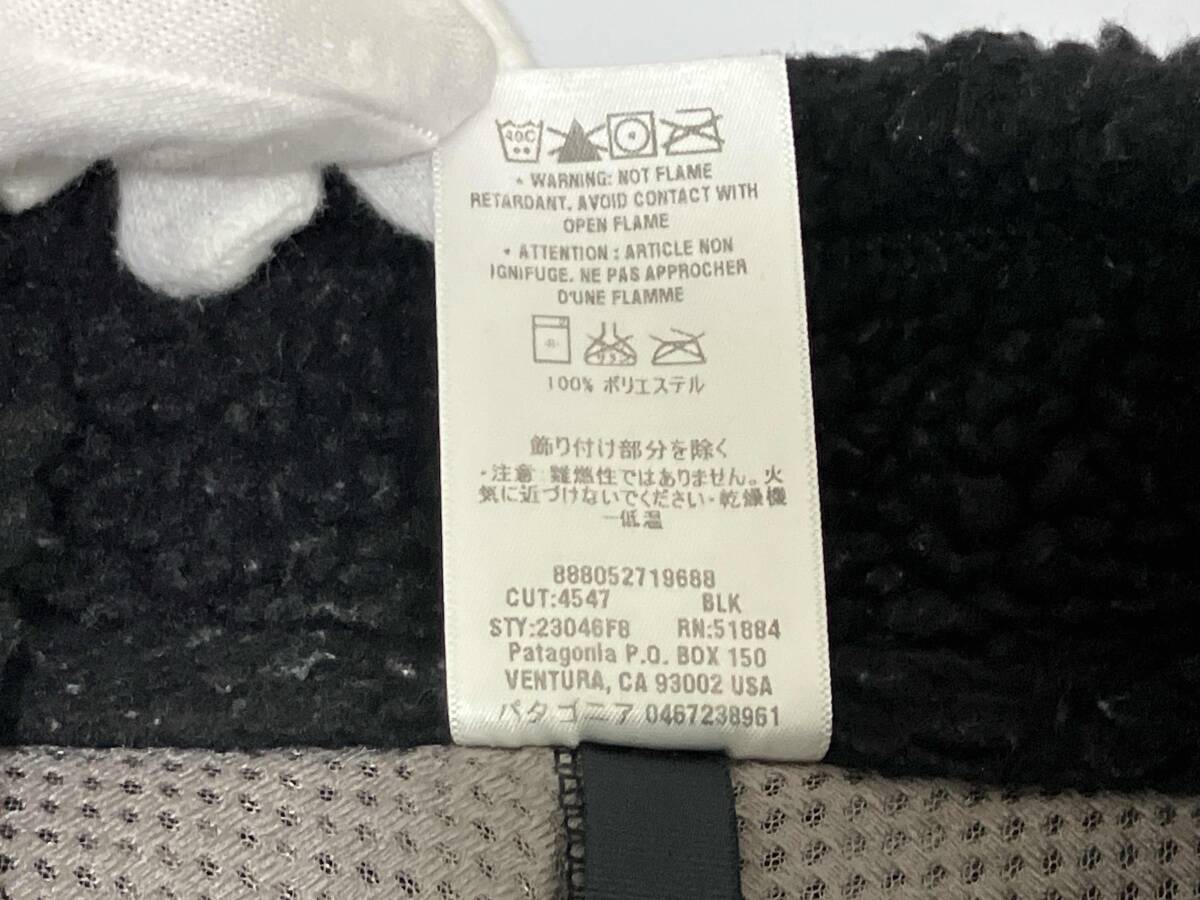 40C
* WARNING: NOT FLAME
RETARDANT. AVOID CONTACT WITH
OPEN FLAME
* ATTENTION : ARTICLE NON
IGNIFUGE. NE PAS APPROCHER
D'UNE FLAMME
100% ポリエステル
飾り付け部分を除く
・注意:難燃性ではありません。火
気に近づけないでください・乾燥機
ー低温
888052719688
CUT:4547 BLK
STY:23046F8 RN:51884
Patagonia P.O. BOX 150
VENTURA, CA 93002 USA
パタゴニア 0467238961